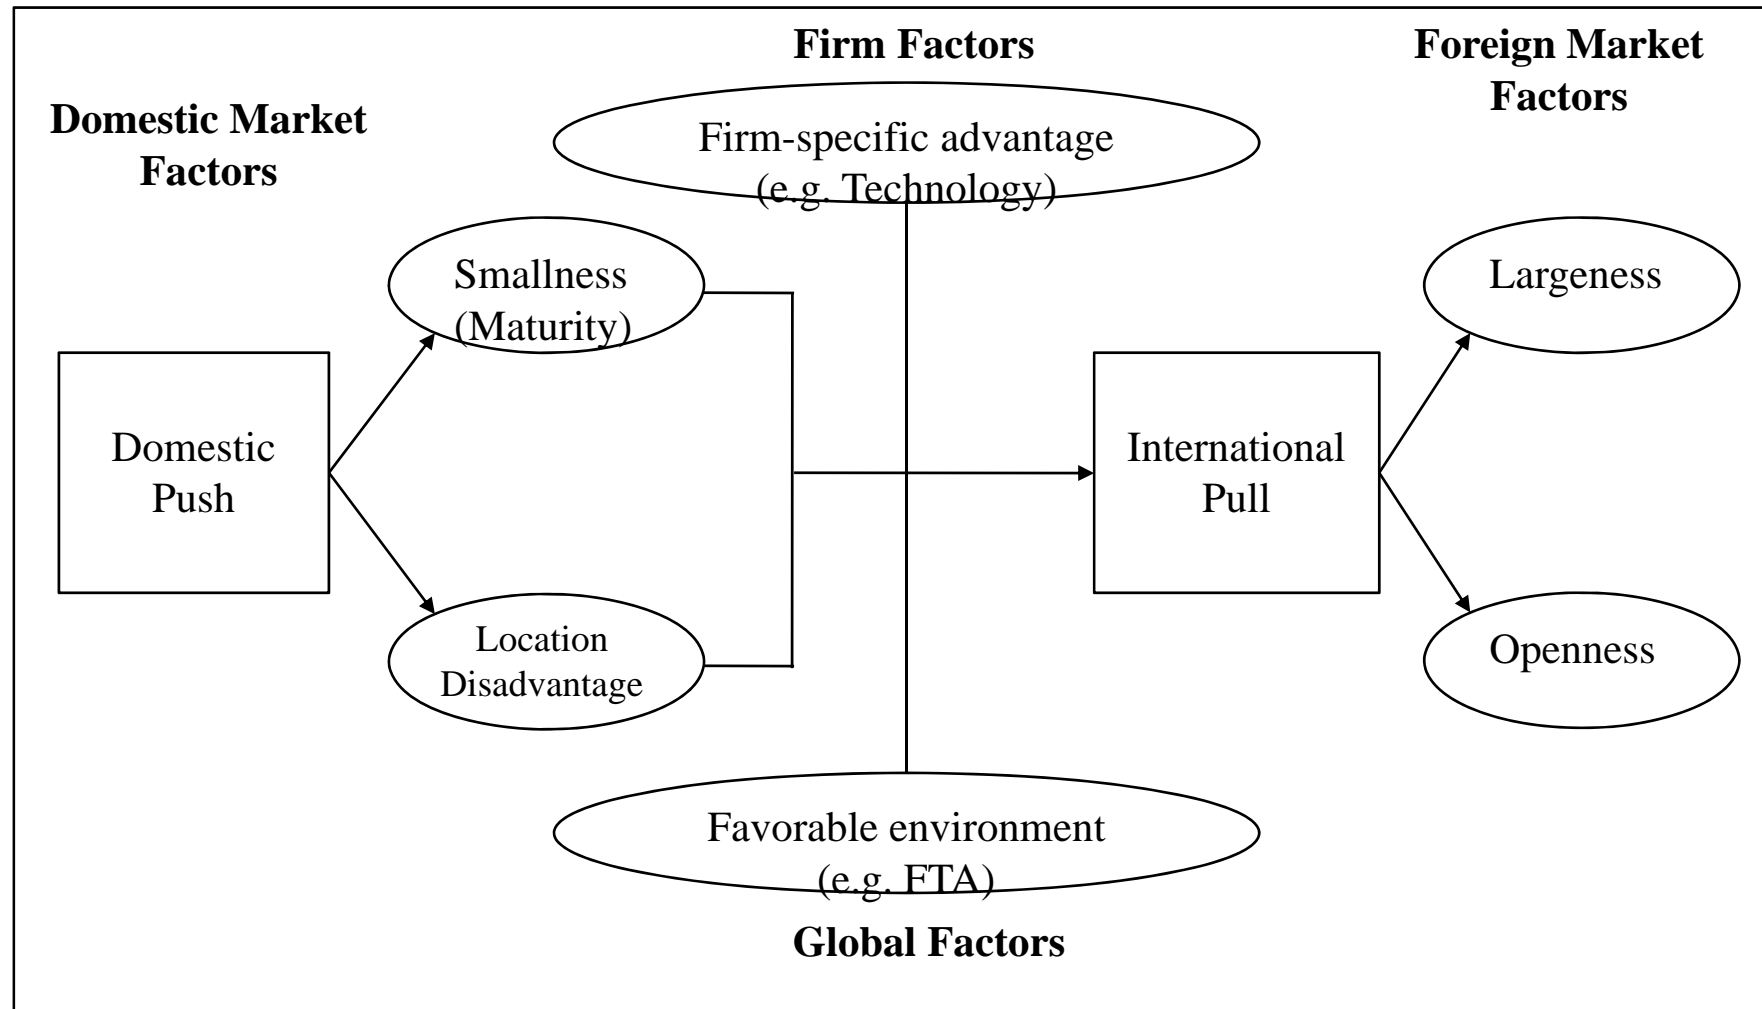 Firm Factors
Foreign Market
Factors
Domestic Market
Factors
Firm-specific advantage
(e.g. Technology)
Smallness
(Maturity)
Largeness
Domestic
Push
International
Pull
Location
Disadvantage
Openness
Favorable environment
(e.g. FTA)
Global Factors